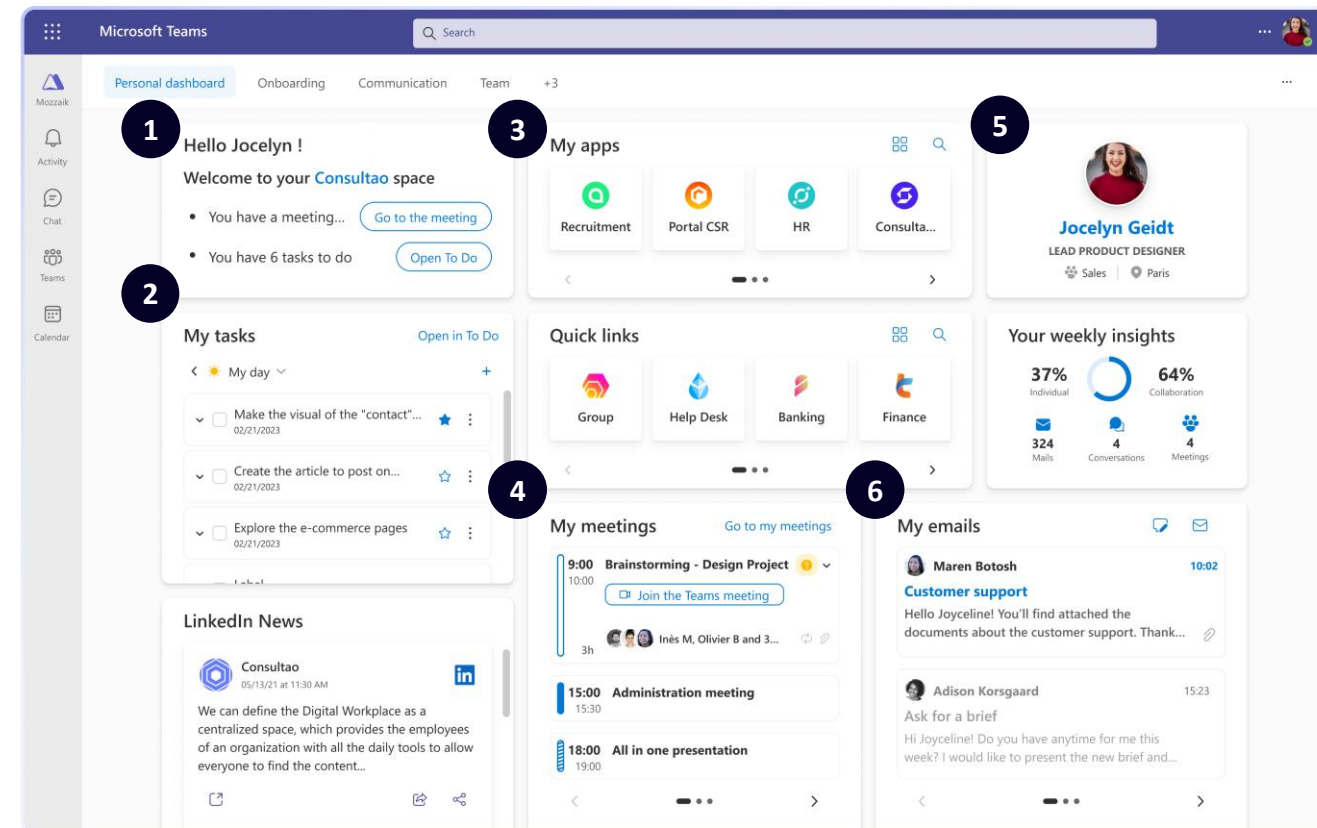 Microsoft Teams
Search
Personal dashboard Onboarding Communication Team +3
Mozzaik
Activity
Chat
Teams
Calendar
1
Hello Jocelyn !
Welcome to your Consultao space
• You have a meeting... Go to the meeting
• You have 6 tasks to do Open To Do
2
My tasks Open in To Do
My day
Make the visual of the "contact"...
02/21/2023
Create the article to post on...
02/21/2023
Explore the e-commerce pages
02/21/2023
LinkedIn News
Consultao
05/13/21 at 11:30 AM
in
We can define the Digital Workplace as a
centralized space, which provides the employees
of an organization with all the daily tools to allow
everyone to find the content...
3
My apps
Recruitment Portal CSR HR Consulta...
Quick links
Group Help Desk Banking Finance
4
My meetings Go to my meetings
9:00 Brainstorming - Design Project
10:00
Join the Teams meeting
Inès M, Olivier B and 3...
3h
15:00 Administration meeting
15:30
18:00 All in one presentation
19:00
5
Jocelyn Geidt
LEAD PRODUCT DESIGNER
Sales Paris
Your weekly insights
37% 64%
Individual Collaboration
324 4 4
Mails Conversations Meetings
6
My emails
Maren Botosh 10:02
Customer support
Hello Joyceline! You'll find attached the
documents about the customer support. Thank...
Adison Korsgaard 15:23
Ask for a brief
Hi Joyceline! Do you have anytime for me this
week? I would like to present the new brief and...